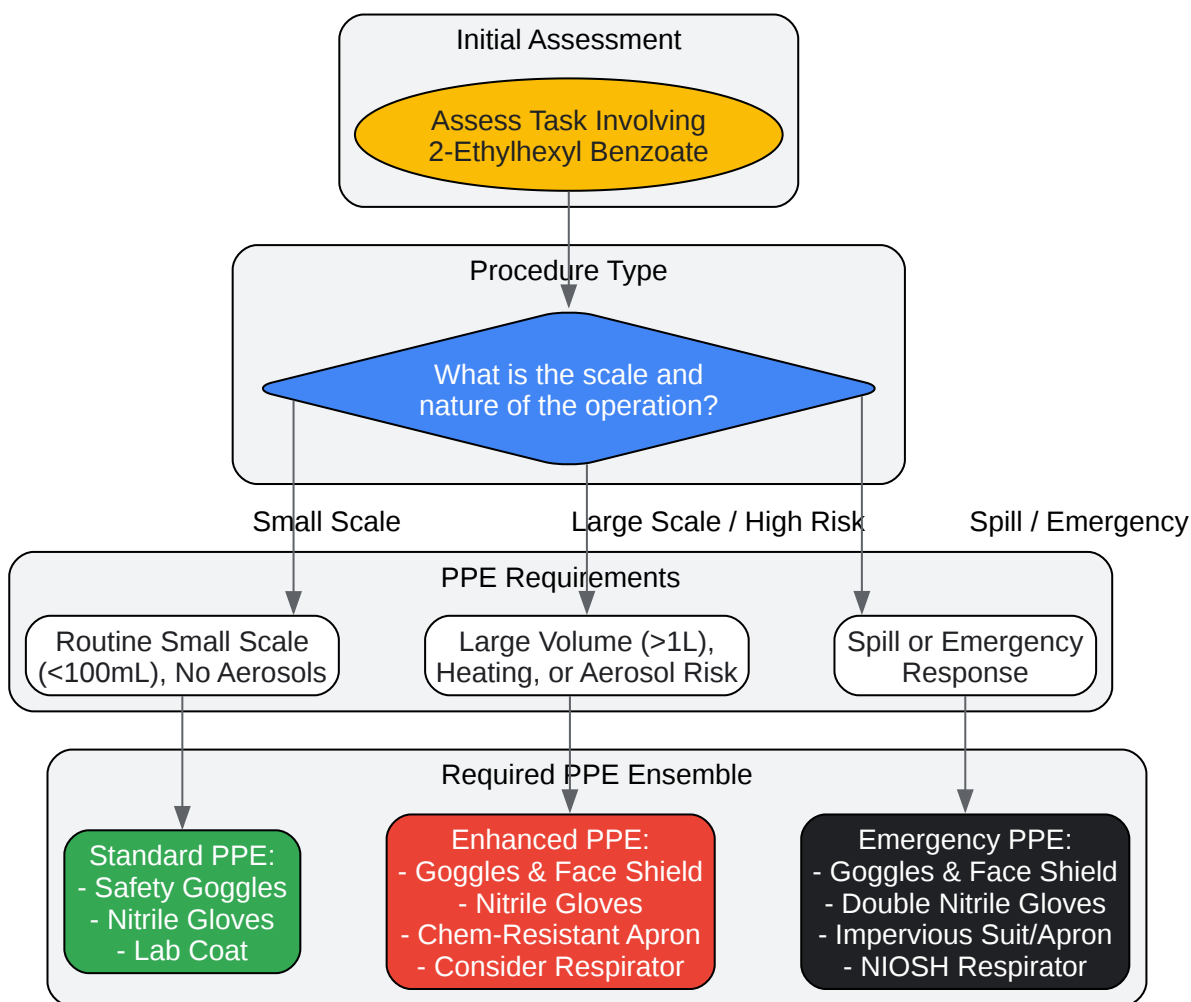 Initial Assessment
Assess Task Involving
2-Ethylhexyl Benzoate
Procedure Type
What is the scale and
nature of the operation?
Small Scale
Large Scale / High Risk
Spill / Emergency
PPE Requirements
Routine Small Scale
(<100mL), No Aerosols
Large Volume (>1L),
Heating, or Aerosol Risk
Spill or Emergency
Response
Required PPE Ensemble
Standard PPE:
- Safety Goggles
- Nitrile Gloves
- Lab Coat
Enhanced PPE:
- Goggles & Face Shield
- Nitrile Gloves
- Chem-Resistant Apron
- Consider Respirator
Emergency PPE:
- Goggles & Face Shield
- Double Nitrile Gloves
- Impervious Suit/Apron
- NIOSH Respirator